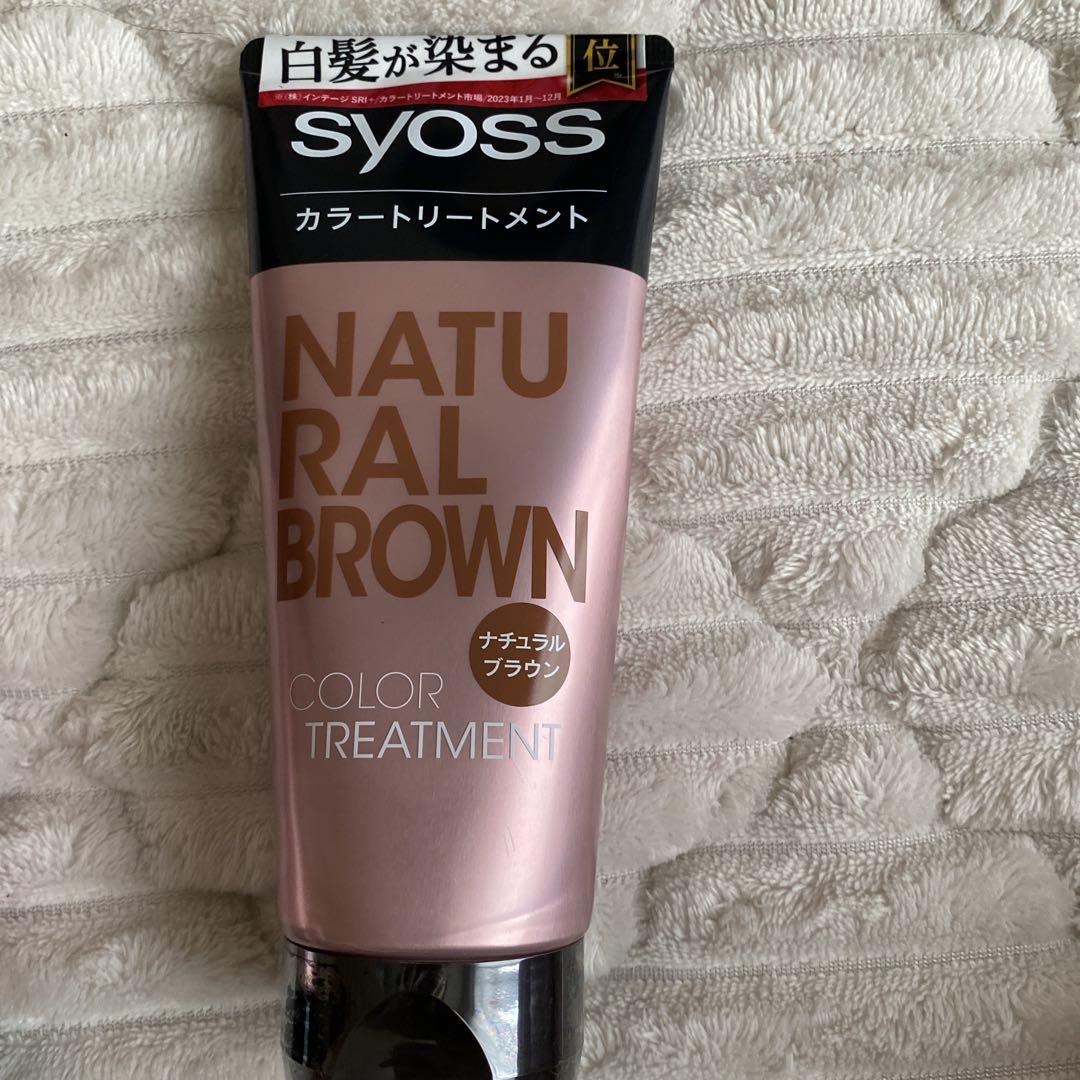 白髪が染まる
位
※(株)インテージ SRI+/カラートリートメント市場/2023年1月〜12月
syoss
カラートリートメント
NATU
RAL
BROWN
ナチュラル
ブラウン
COLOR
TREATMENT